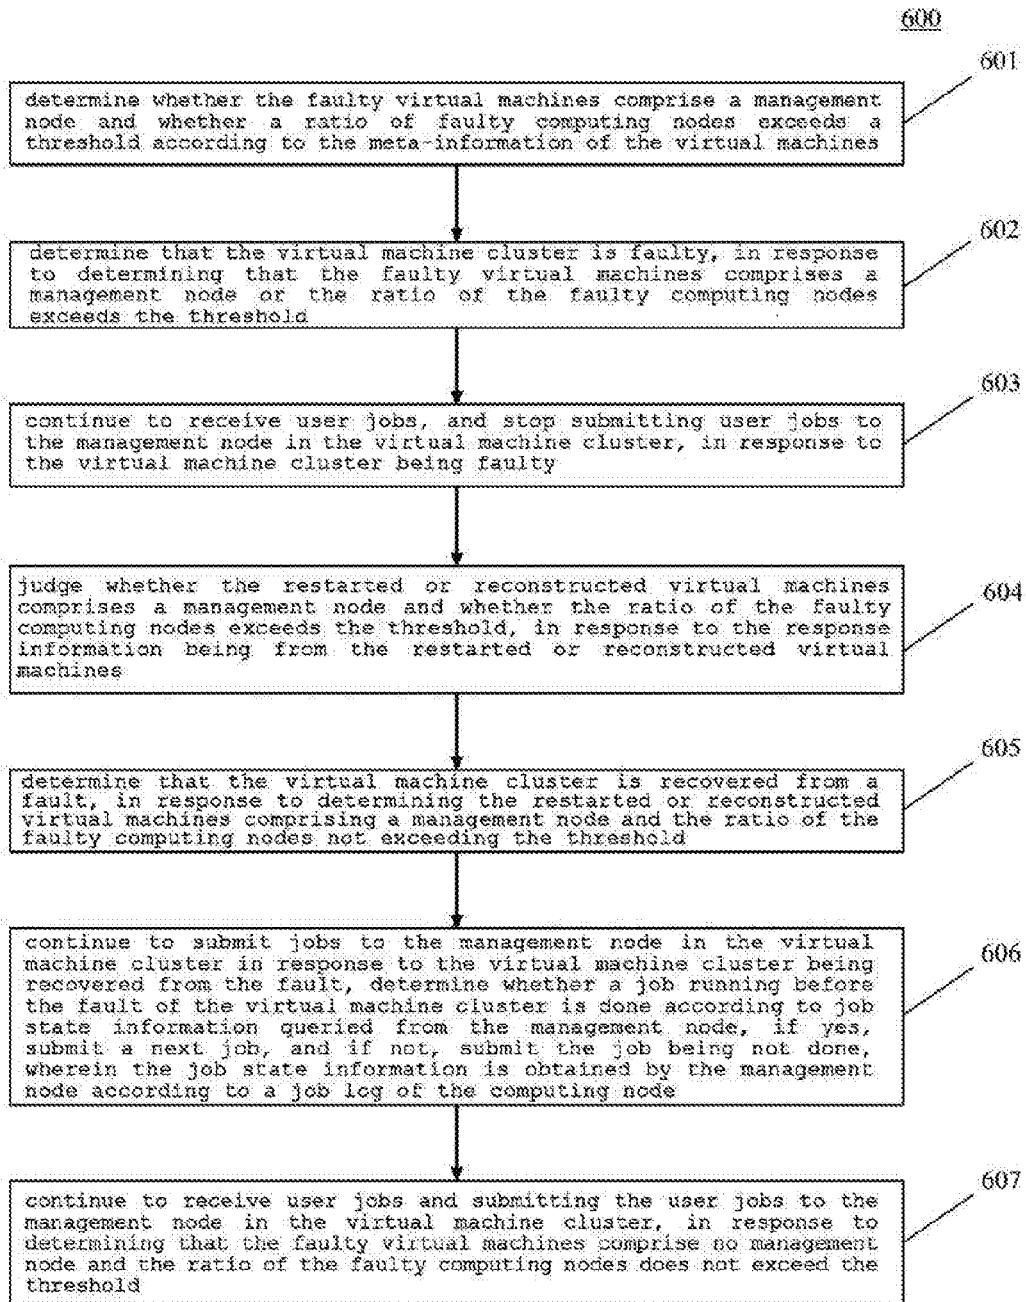 600
601
determine whether the faulty virtual machines comprise a management
node and whether a ratio of faulty computing nodes exceeds a
threshold according to the meta-information of the virtual machines
602
determine that the virtual machine cluster is faulty, in response
to determining that the faulty virtual machines comprises a
management node or the ratio of the faulty computing nodes
exceeds the threshold
603
continue to receive user jobs, and stop submitting user jobs to
the management node in the virtual machine cluster, in response to
the virtual machine cluster being faulty
604
judge whether the restarted or reconstructed virtual machines
comprises a management node and whether the ratio of the faulty
computing nodes exceeds the threshold, in response to the response
information being from the restarted or reconstructed virtual
machines
605
determine that the virtual machine cluster is recovered from a
fault, in response to determining the restarted or reconstructed
virtual machines comprising a management node and the ratio of the
faulty computing nodes not exceeding the threshold
606
continue to submit jobs to the management node in the virtual
machine cluster in response to the virtual machine cluster being
recovered from the fault, determine whether a job running before
the fault of the virtual machine cluster is done according to job
state information queried from the management node, if yes,
submit a next job, and if not, submit the job being not done,
wherein the job state information is obtained by the management
node according to a job log of the computing node
607
continue to receive user jobs and submitting the user jobs to the
management node in the virtual machine cluster, in response to
determining that the faulty virtual machines comprise no management
node and the ratio of the faulty computing nodes does not exceed the
threshold